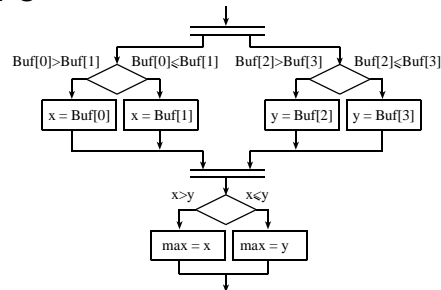 Buf[0]>Buf[1] Buf[0]⩽Buf[1] Buf[2]>Buf[3] Buf[2]⩽Buf[3]
x = Buf[0] x = Buf[1] y = Buf[2] y = Buf[3]
x>y x⩽y
max = x max = y